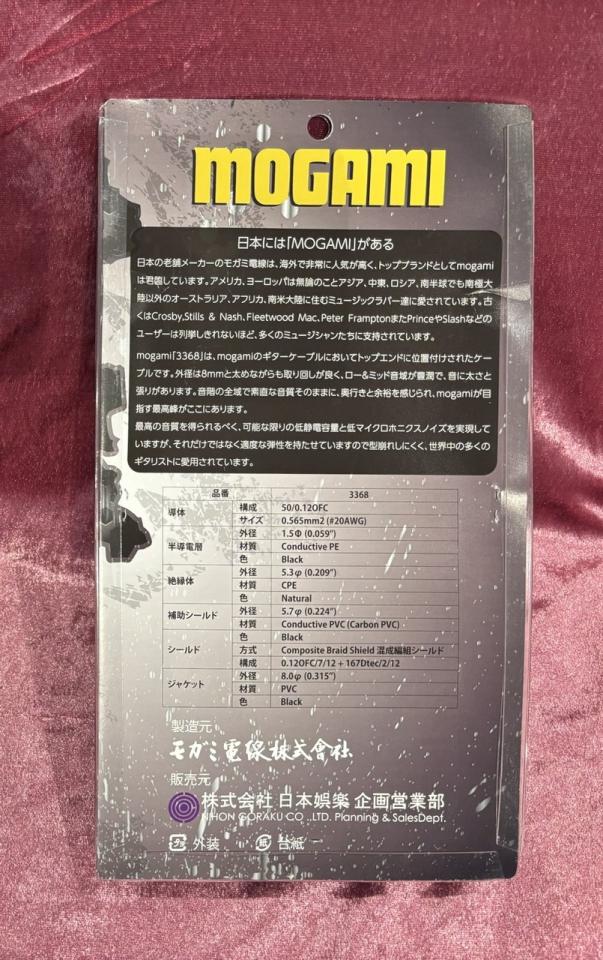 MOGAMI
日本には「MOGAMI」がある
日本の老舗メーカーのモガミ電線は、海外で非常に人気が高く、トップブランドとしてmogami
は君臨しています。アメリカ、ヨーロッパは無論のことアジア、中東、ロシア、南半球でも南極大
陸以外のオーストラリア、アフリカ、南米大陸に住むミュージックラバー達に愛されています。古
くはCrosby,Stills & Nash、Fleetwood Mac、Peter FramptonまたPrinceやSlashなどの
ユーザーは列挙しきれないほど、多くのミュージシャンたちに支持されています。
mogami「3368」は、mogamiのギターケーブルにおいてトップエンドに位置付けされたケー
ブルです。外径は8mmと太めながらも取り回しが良く、ロー&ミッド音域が豊潤で、音に太さと
張りがあります。音階の全域で素直な音質そのままに、奥行きと余裕を感じられ、mogamiが目
指す最高峰がここにあります。
最高の音質を得られるべく、可能な限りの低静電容量と低マイクロホニクスノイズを実現して
いますが、それだけではなく適度な弾性を持たせていますので型崩れしにくく、世界中の多くの
ギタリストに愛用されています。
品番 3368
導体 構成 50/0.12OFC
サイズ 0.565mm2 (#20AWG)
外径 1.5Φ (0.059")
半導電層 材質 Conductive PE
色 Black
絶縁体 外径 5.3φ (0.209")
材質 CPE
色 Natural
補助シールド 外径 5.7φ (0.224")
材質 Conductive PVC (Carbon PVC)
色 Black
シールド 方式 Composite Braid Shield 混成編組シールド
構成 0.12OFC/7/12 + 167Dtec/2/12
ジャケット 外径 8.0φ (0.315")
材質 PVC
色 Black
製造元
モガミ電線株式會社
販売元
株式会社 日本娯楽 企画営業部
NIHON GORAKU CO .,LTD. Planning & SalesDept.
プラ 外装 紙 台紙